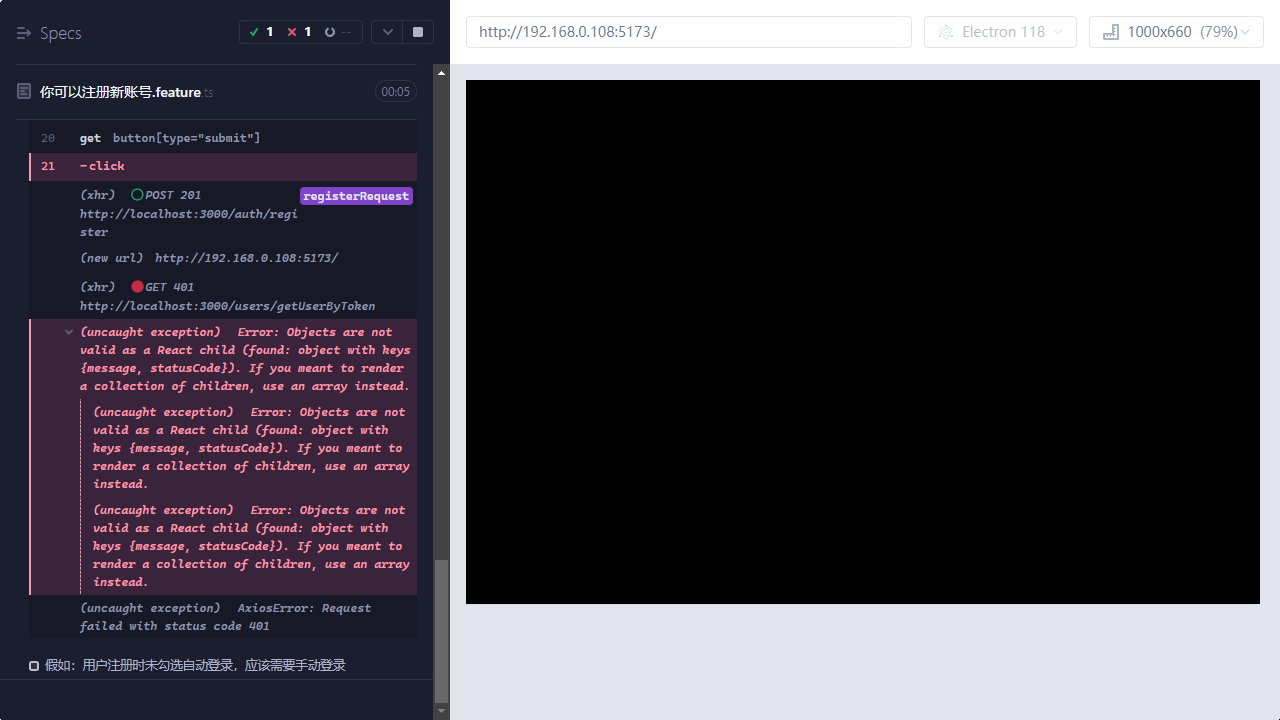 Specs
1
1
--
你可以注册新账号.feature.ts
00:05
20 get button[type="submit"]
21 -click
(xhr) POST 201 registerRequest
http://localhost:3000/auth/regi
ster
(new url) http://192.168.0.108:5173/
(xhr) GET 401
http://localhost:3000/users/getUserByToken
(uncaught exception) Error: Objects are not
valid as a React child (found: object with keys
{message, statusCode}). If you meant to render
a collection of children, use an array instead.
(uncaught exception) Error: Objects are not
valid as a React child (found: object with
keys {message, statusCode}). If you meant to
render a collection of children, use an array
instead.
(uncaught exception) Error: Objects are not
valid as a React child (found: object with
keys {message, statusCode}). If you meant to
render a collection of children, use an array
instead.
(uncaught exception) AxiosError: Request
failed with status code 401
假如: 用户注册时未勾选自动登录，应该需要手动登录
http://192.168.0.108:5173/
Electron 118
1000x660 (79%)